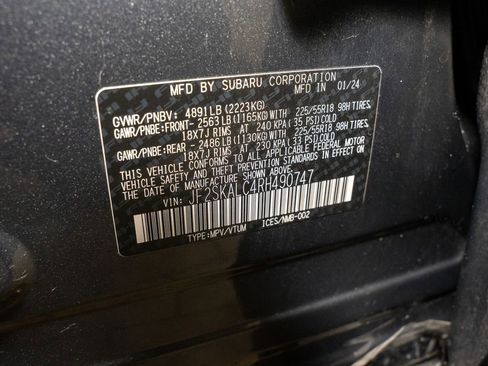 MFD BY SUBARU CORPORATION MFD IN 01/24
GVWR/PNBV: 4891LB(2223KG)
GAWR/PNBE:FRONT- 2563LB(1165KG) WITH 225/55R18 98H TIRES,
18X7J RIMS AT 240 KPA(35 PSI)COLD
GAWR/PNBE:REAR - 2486LB(1130KG) WITH 225/55R18 98H TIRES,
18X7J RIMS AT 230 KPA(33 PSI)COLD
THIS VEHICLE CONFORMS TO ALL APPLICABLE FEDERAL MOTOR
VEHICLE SAFETY AND THEFT PREVENTION STANDARDS IN EFFECT ON
THE DATE OF MANUFACTURE SHOWN ABOVE.
VIN: JF2SKALC4RH490747
TYPE:MPV/VTUM ICES/NMB-002